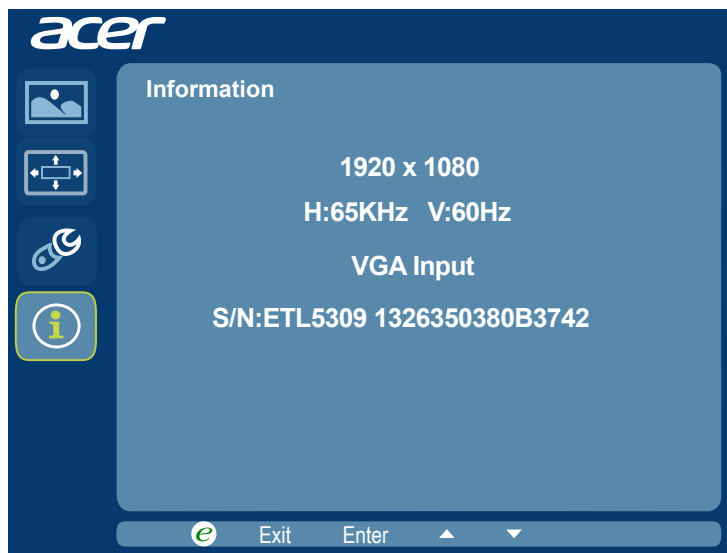 acer
Information
1920 x 1080
H:65KHz V:60Hz
VGA Input
S/N:ETL5309 1326350380B3742
e Exit Enter